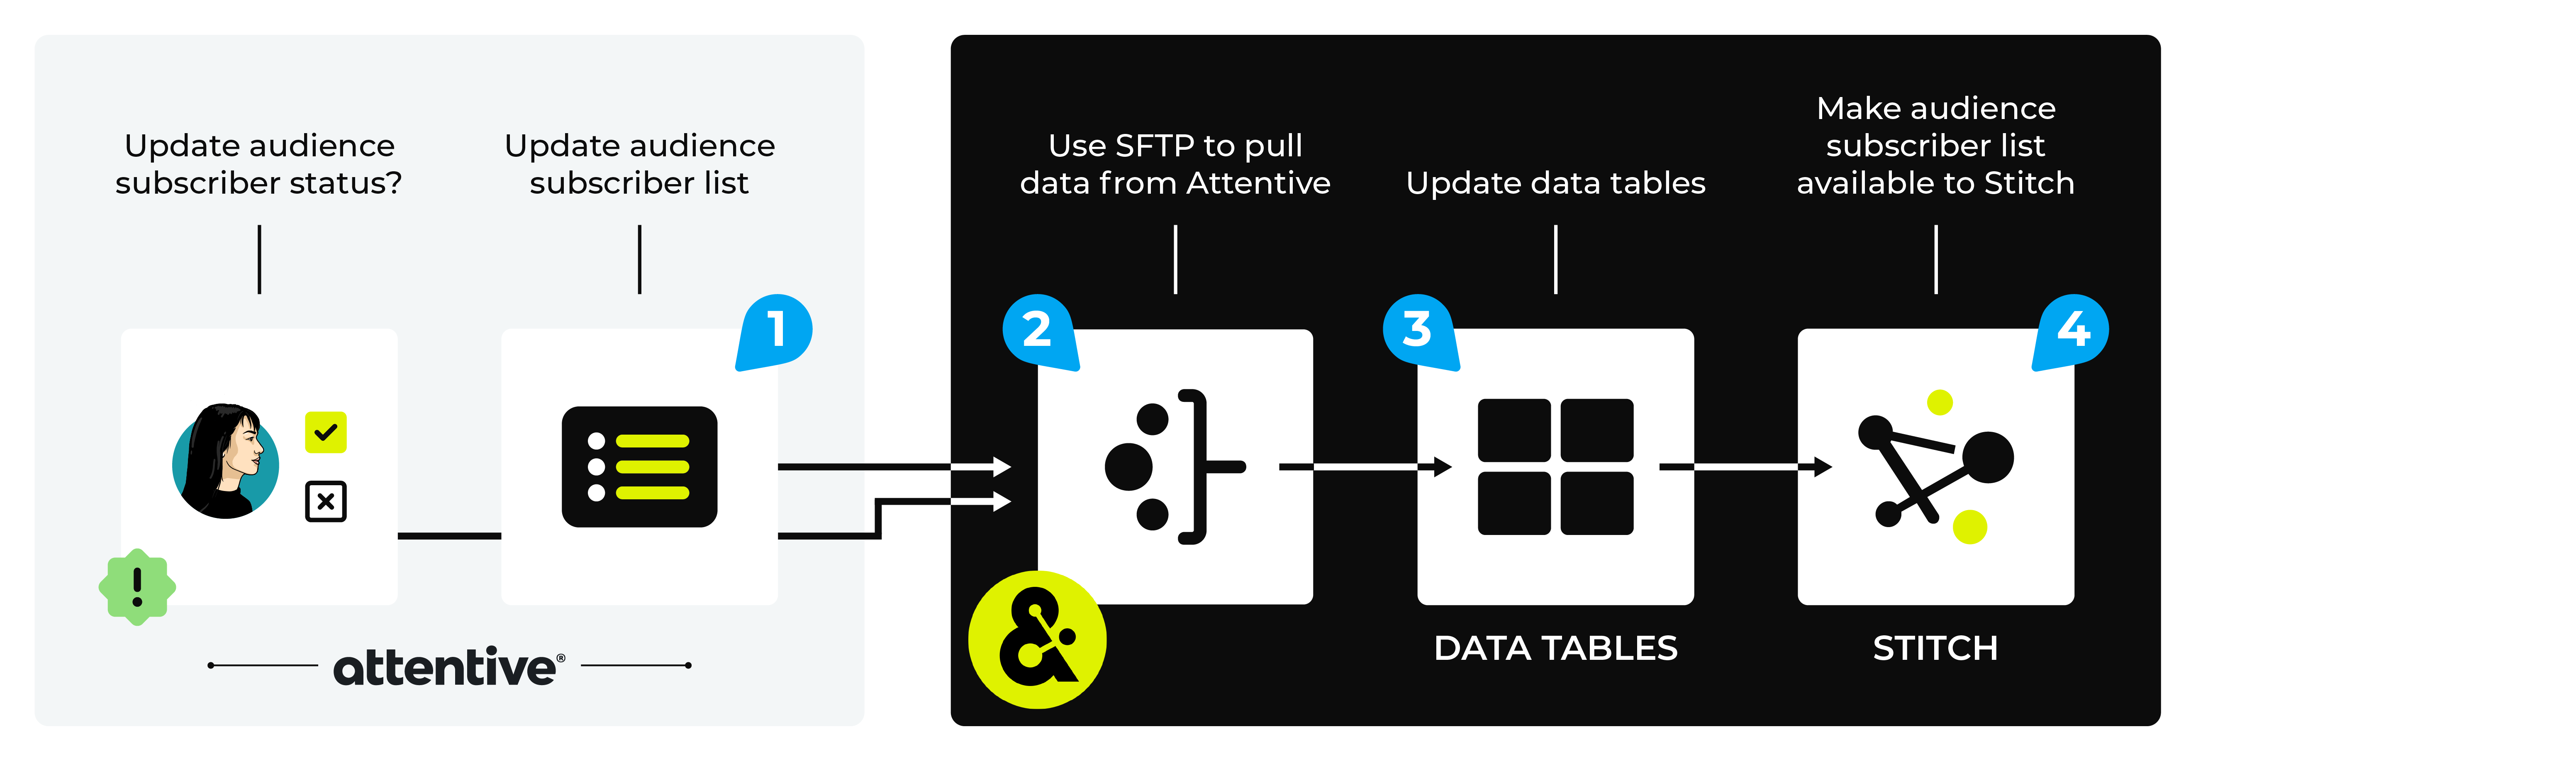 Update audience
subscriber status?
Update audience
subscriber list
1
!
attentive®
Use SFTP to pull
data from Attentive
Update data tables
Make audience
subscriber list
available to Stitch
2
3
4
&
DATA TABLES
STITCH